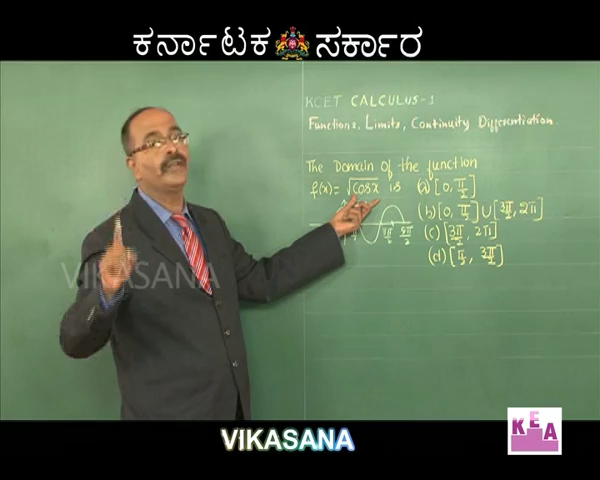 ಕರ್ನಾಟಕ ಸರ್ಕಾರ
KCET CALCULUS-1
Functions, Limits, Continuity Differentiation.
The Domain of the function
f(x)= √cosx is (a) [0, π/2]
(b) [0, π/2] ∪ [3π/2, 2π]
(c) [3π/2, 2π]
(d) [π/2, 3π/2]
VIKASANA
VIKASANA
KEA